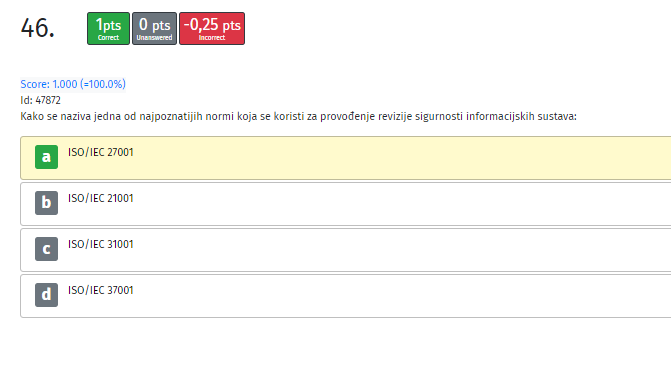 46.
1pts
Correct
0 pts
Unanswered
-0,25 pts
Incorrect
Score: 1.000 (=100.0%)
Id: 47872
Kako se naziva jedna od najpoznatijih normi koja se koristi za provođenje revizije sigurnosti informacijskih sustava:
a ISO/IEC 27001
b ISO/IEC 21001
c ISO/IEC 31001
d ISO/IEC 37001